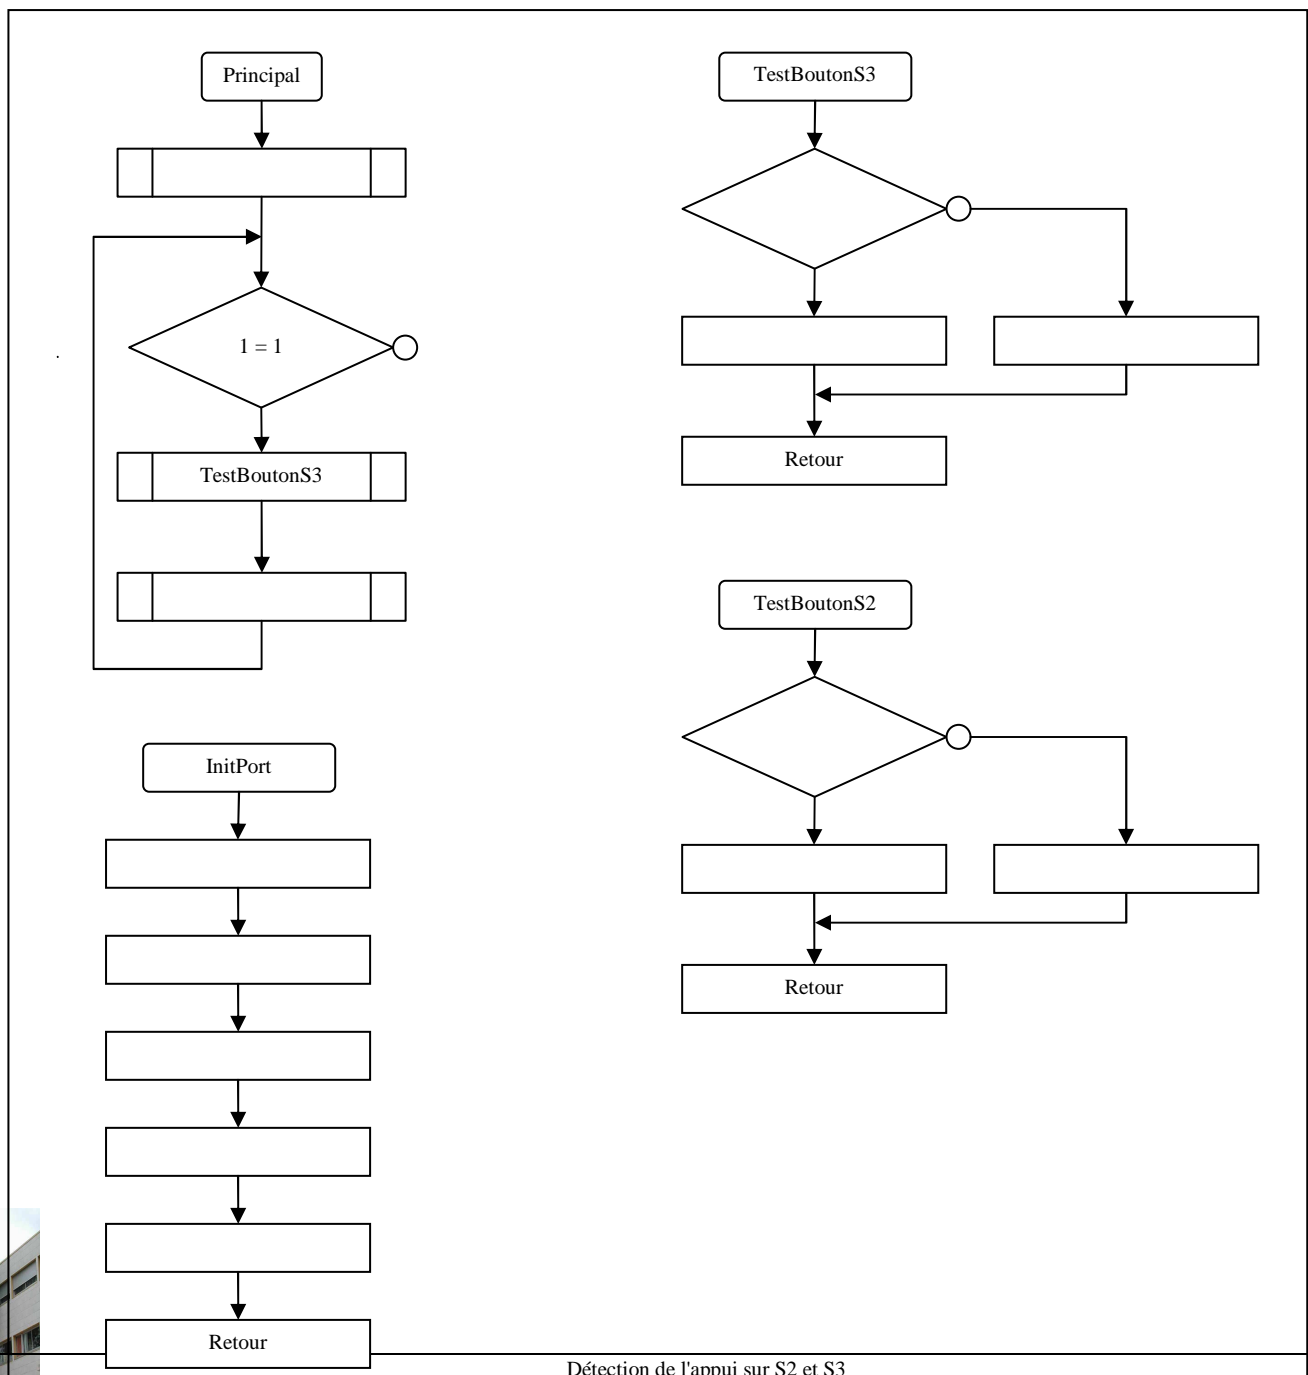 Principal
1 = 1
TestBoutonS3
InitPort
Retour
TestBoutonS3
Retour
TestBoutonS2
Retour
Détection de l'appui sur S2 et S3